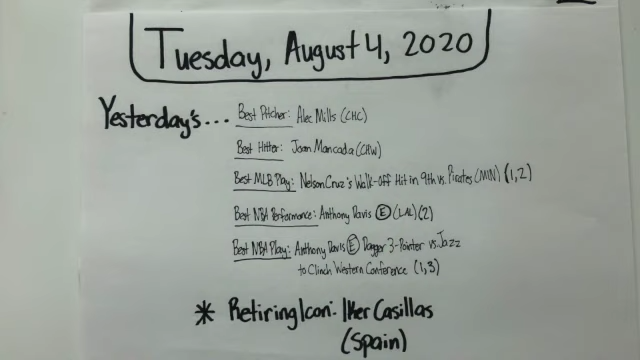 Tuesday, August 4, 2020
Yesterday's...
Best Pitcher: Alec Mills (CHC)
Best Hitter: Joan Moncada (CHW)
Best MLB Play: Nelson Cruz's Walk-off Hit in 9th vs. Pirates (MIN) (1,2)
Best NBA Performance: Anthony Davis Ⓔ (LAL) (2)
Best NBA Play: Anthony Davis Ⓔ Dagger 3-Pointer vs. Jazz
to Clinch Western Conference (1,3)
* Retiring Icon: Iker Casillas
(Spain)